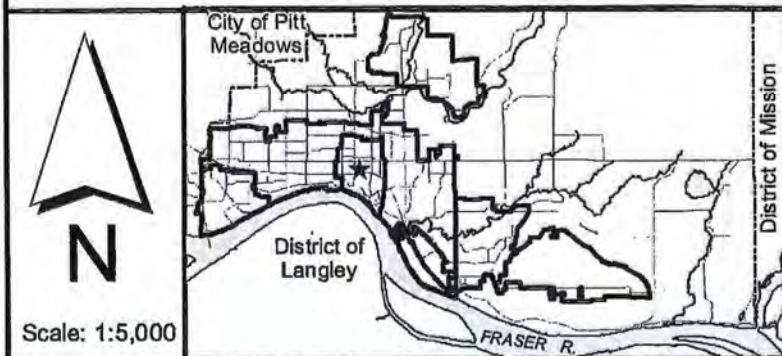 N
Scale: 1:5,000
City of Pitt
Meadows
District of
Langley
FRASER R.
District of Mission